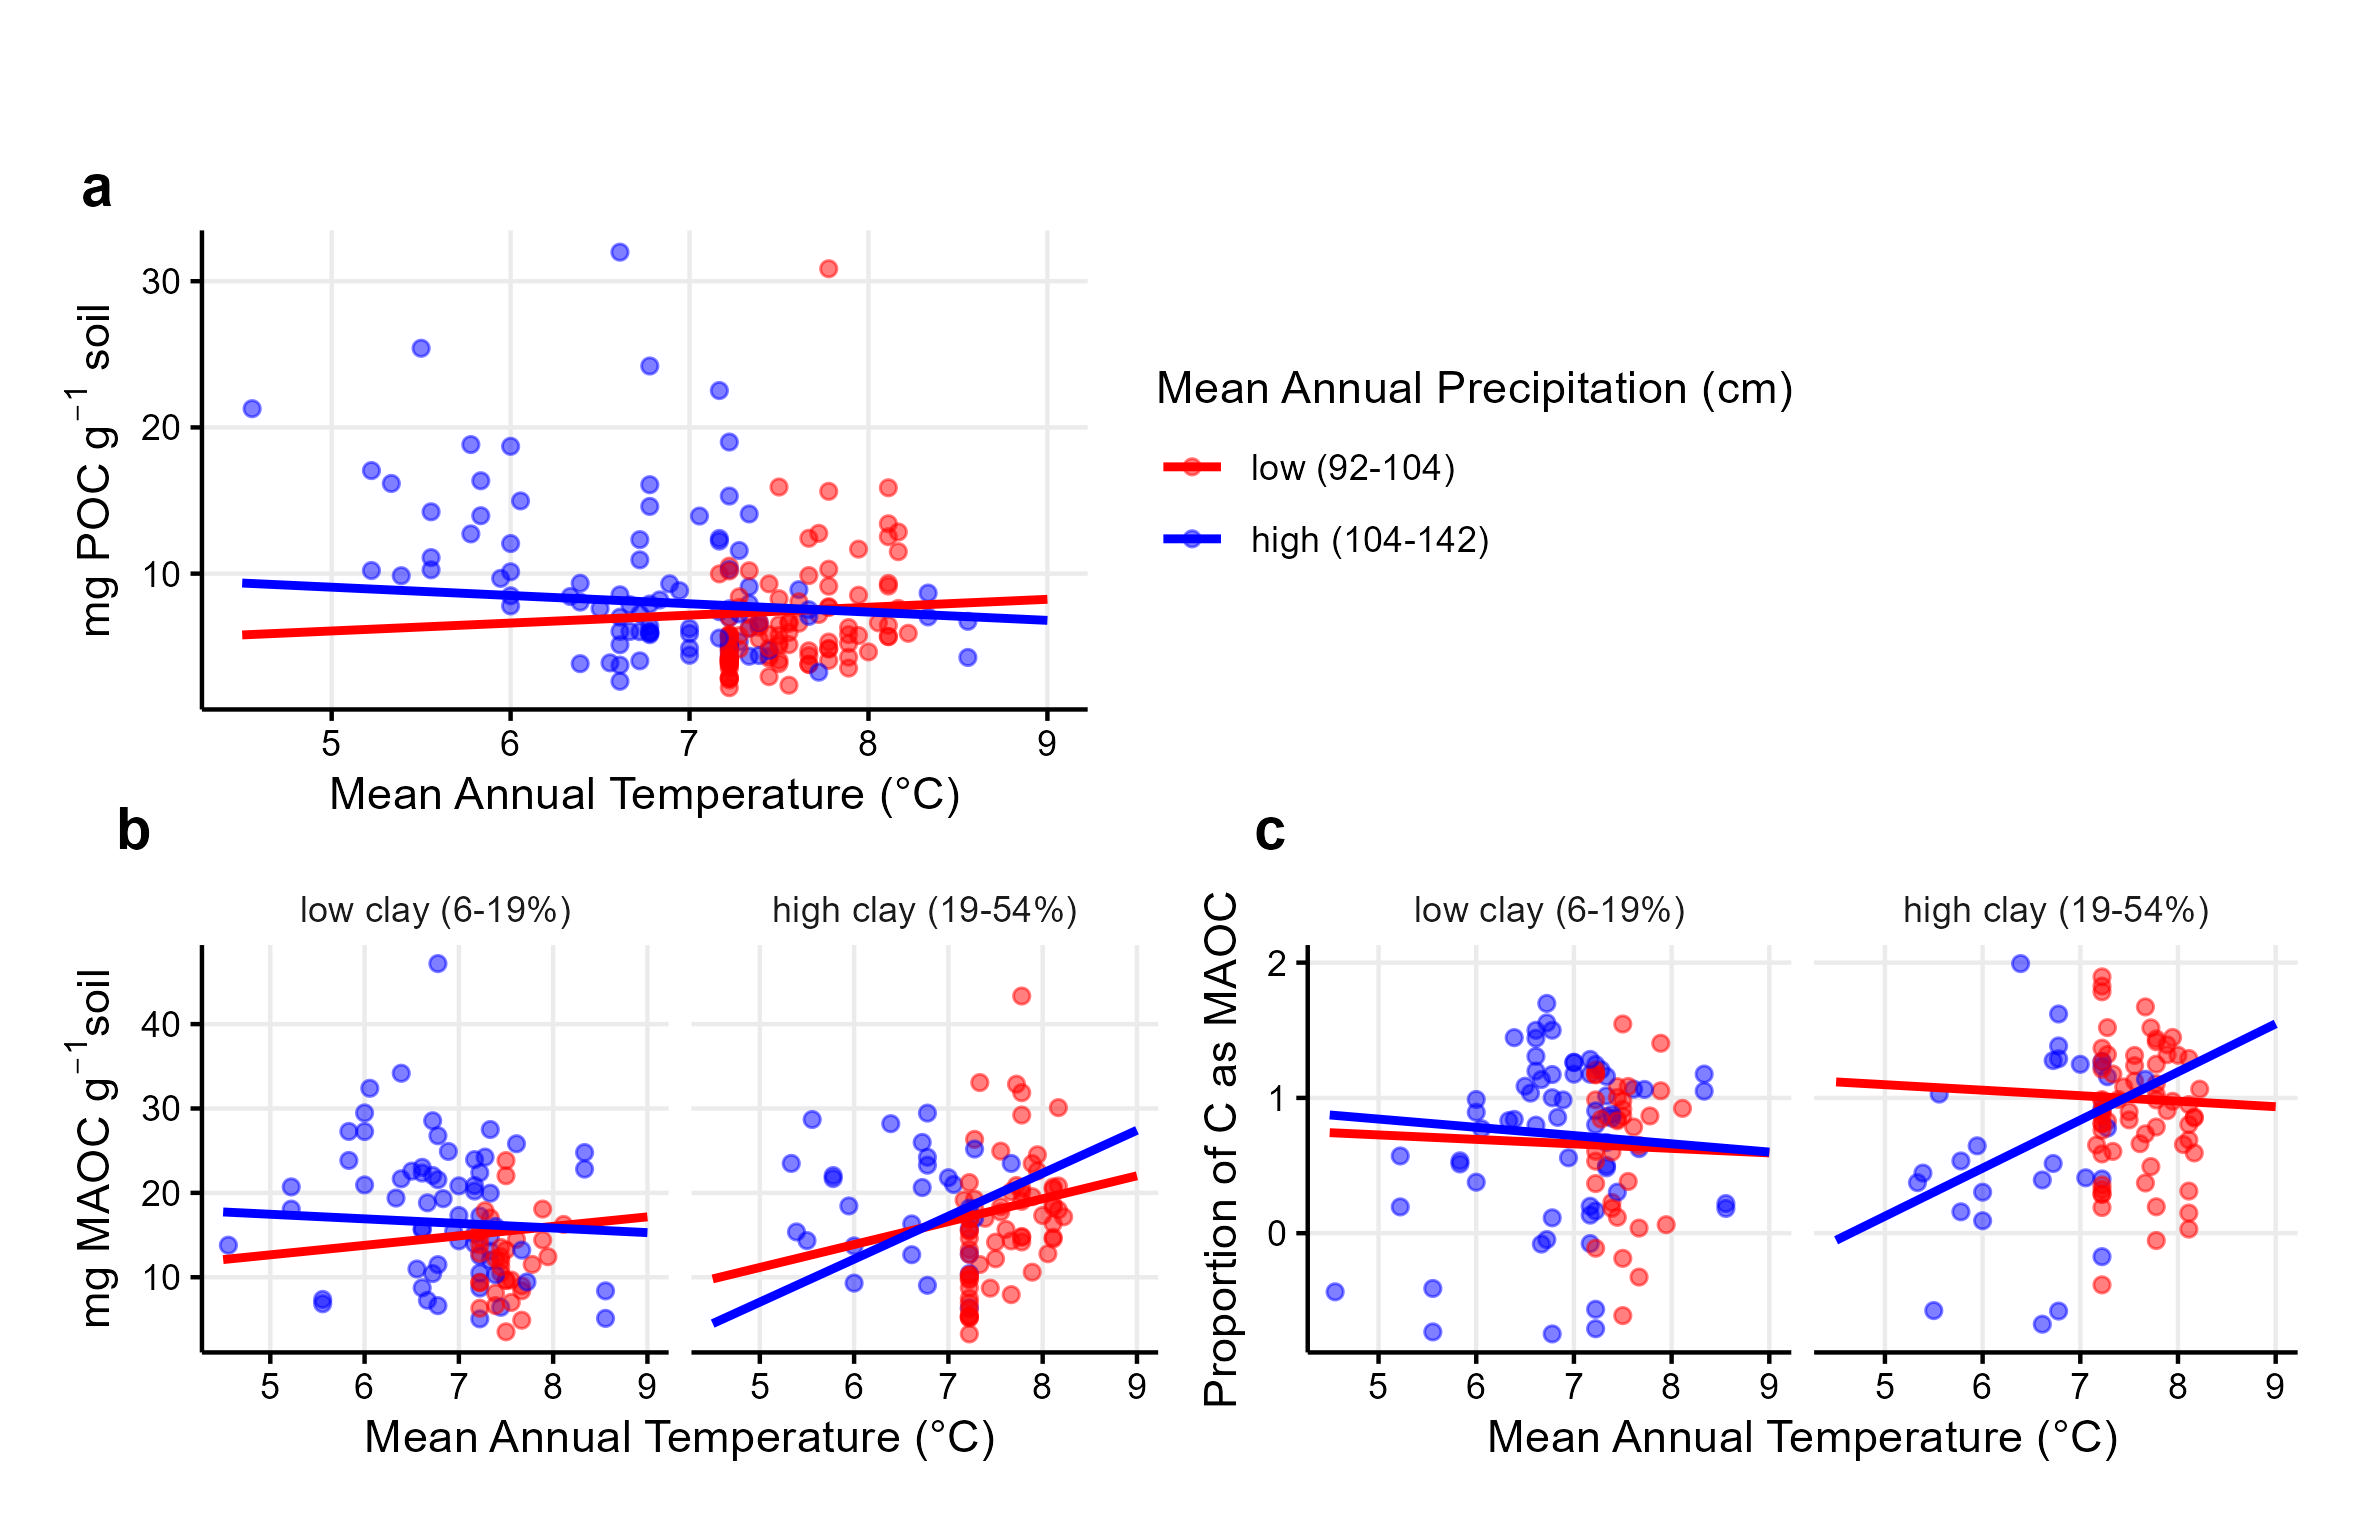 a
mg POC g⁻¹ soil
30
20
10
5 6 7 8 9
Mean Annual Temperature (°C)
Mean Annual Precipitation (cm)
low (92-104)
high (104-142)
b
low clay (6-19%) high clay (19-54%)
mg MAOC g⁻¹soil
40
30
20
10
5 6 7 8 9 5 6 7 8 9
Mean Annual Temperature (°C)
c
low clay (6-19%) high clay (19-54%)
Proportion of C as MAOC
2
1
0
5 6 7 8 9 5 6 7 8 9
Mean Annual Temperature (°C)